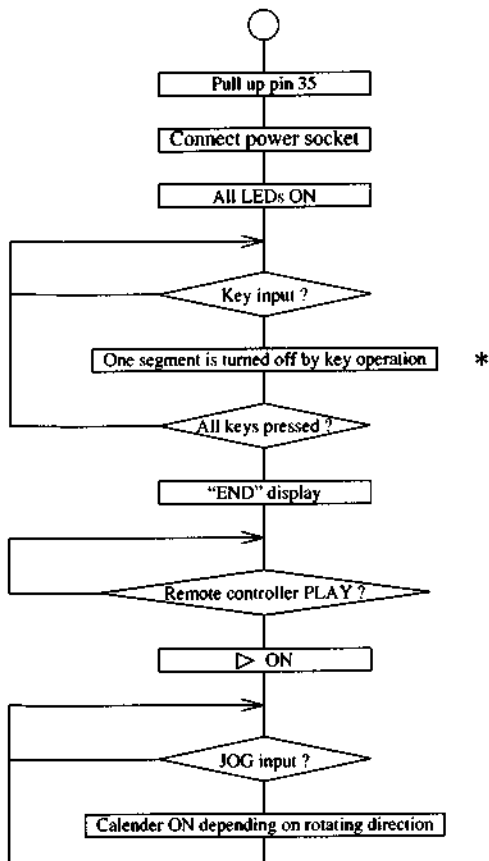 Pull up pin 35
Connect power socket
All LEDs ON
Key input ?
One segment is turned off by key operation *
All keys pressed ?
“END” display
Remote controller PLAY ?
▷ ON
JOG input ?
Calender ON depending on rotating direction